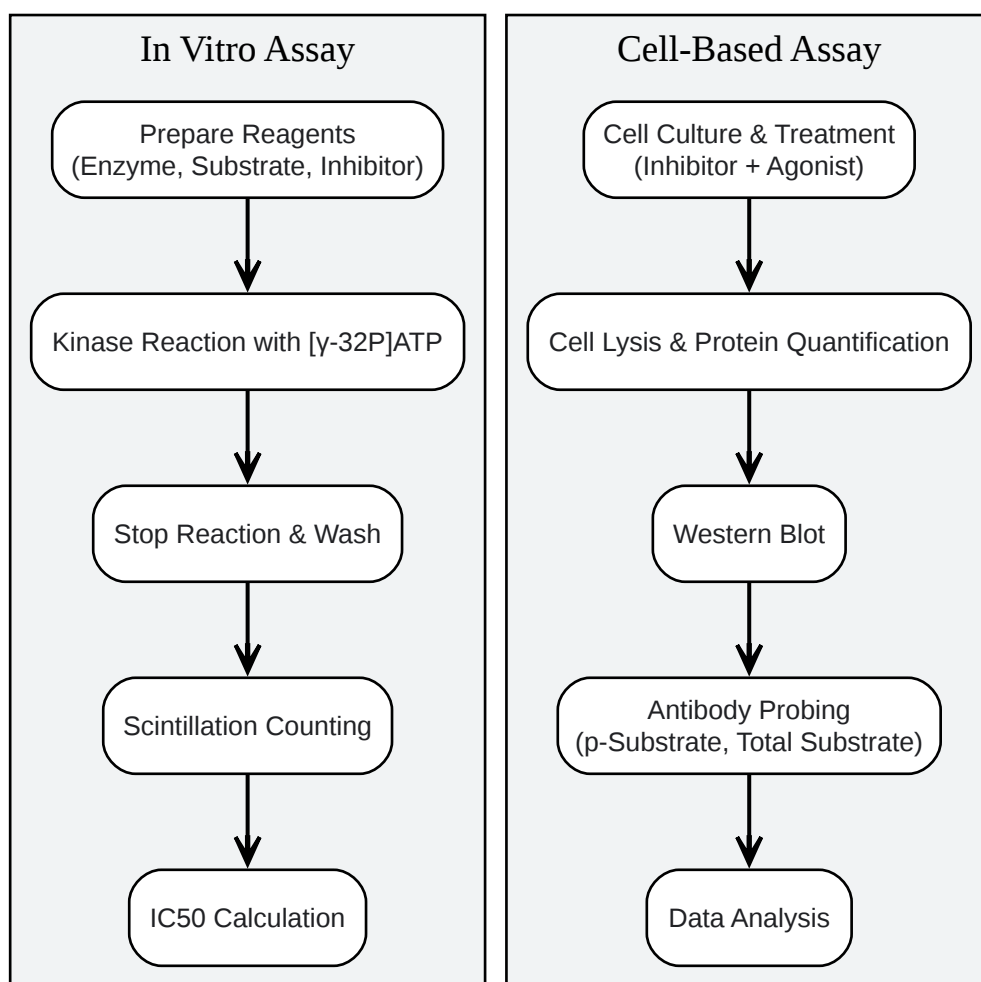 In Vitro Assay
Prepare Reagents
(Enzyme, Substrate, Inhibitor)
Kinase Reaction with [γ-32P]ATP
Stop Reaction & Wash
Scintillation Counting
IC50 Calculation
Cell-Based Assay
Cell Culture & Treatment
(Inhibitor + Agonist)
Cell Lysis & Protein Quantification
Western Blot
Antibody Probing
(p-Substrate, Total Substrate)
Data Analysis